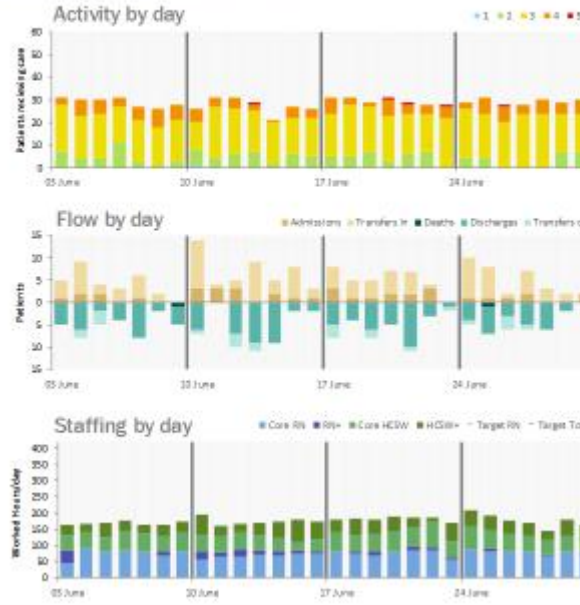 Activity by day
1 2 3 4 5
Patients recieving care
60
50
40
30
20
10
0
03 June 10 June 17 June 24 June
Flow by day
Admissions Transfers In Deaths Discharges Transfers
Patients
15
10
5
0
5
10
15
03 June 10 June 17 June 24 June
Staffing by day
Core RN RN+ Core HCSW HCSW+ Target RN Target To
Worked Hours/day
400
350
300
250
200
150
100
50
0
03 June 10 June 17 June 24 June